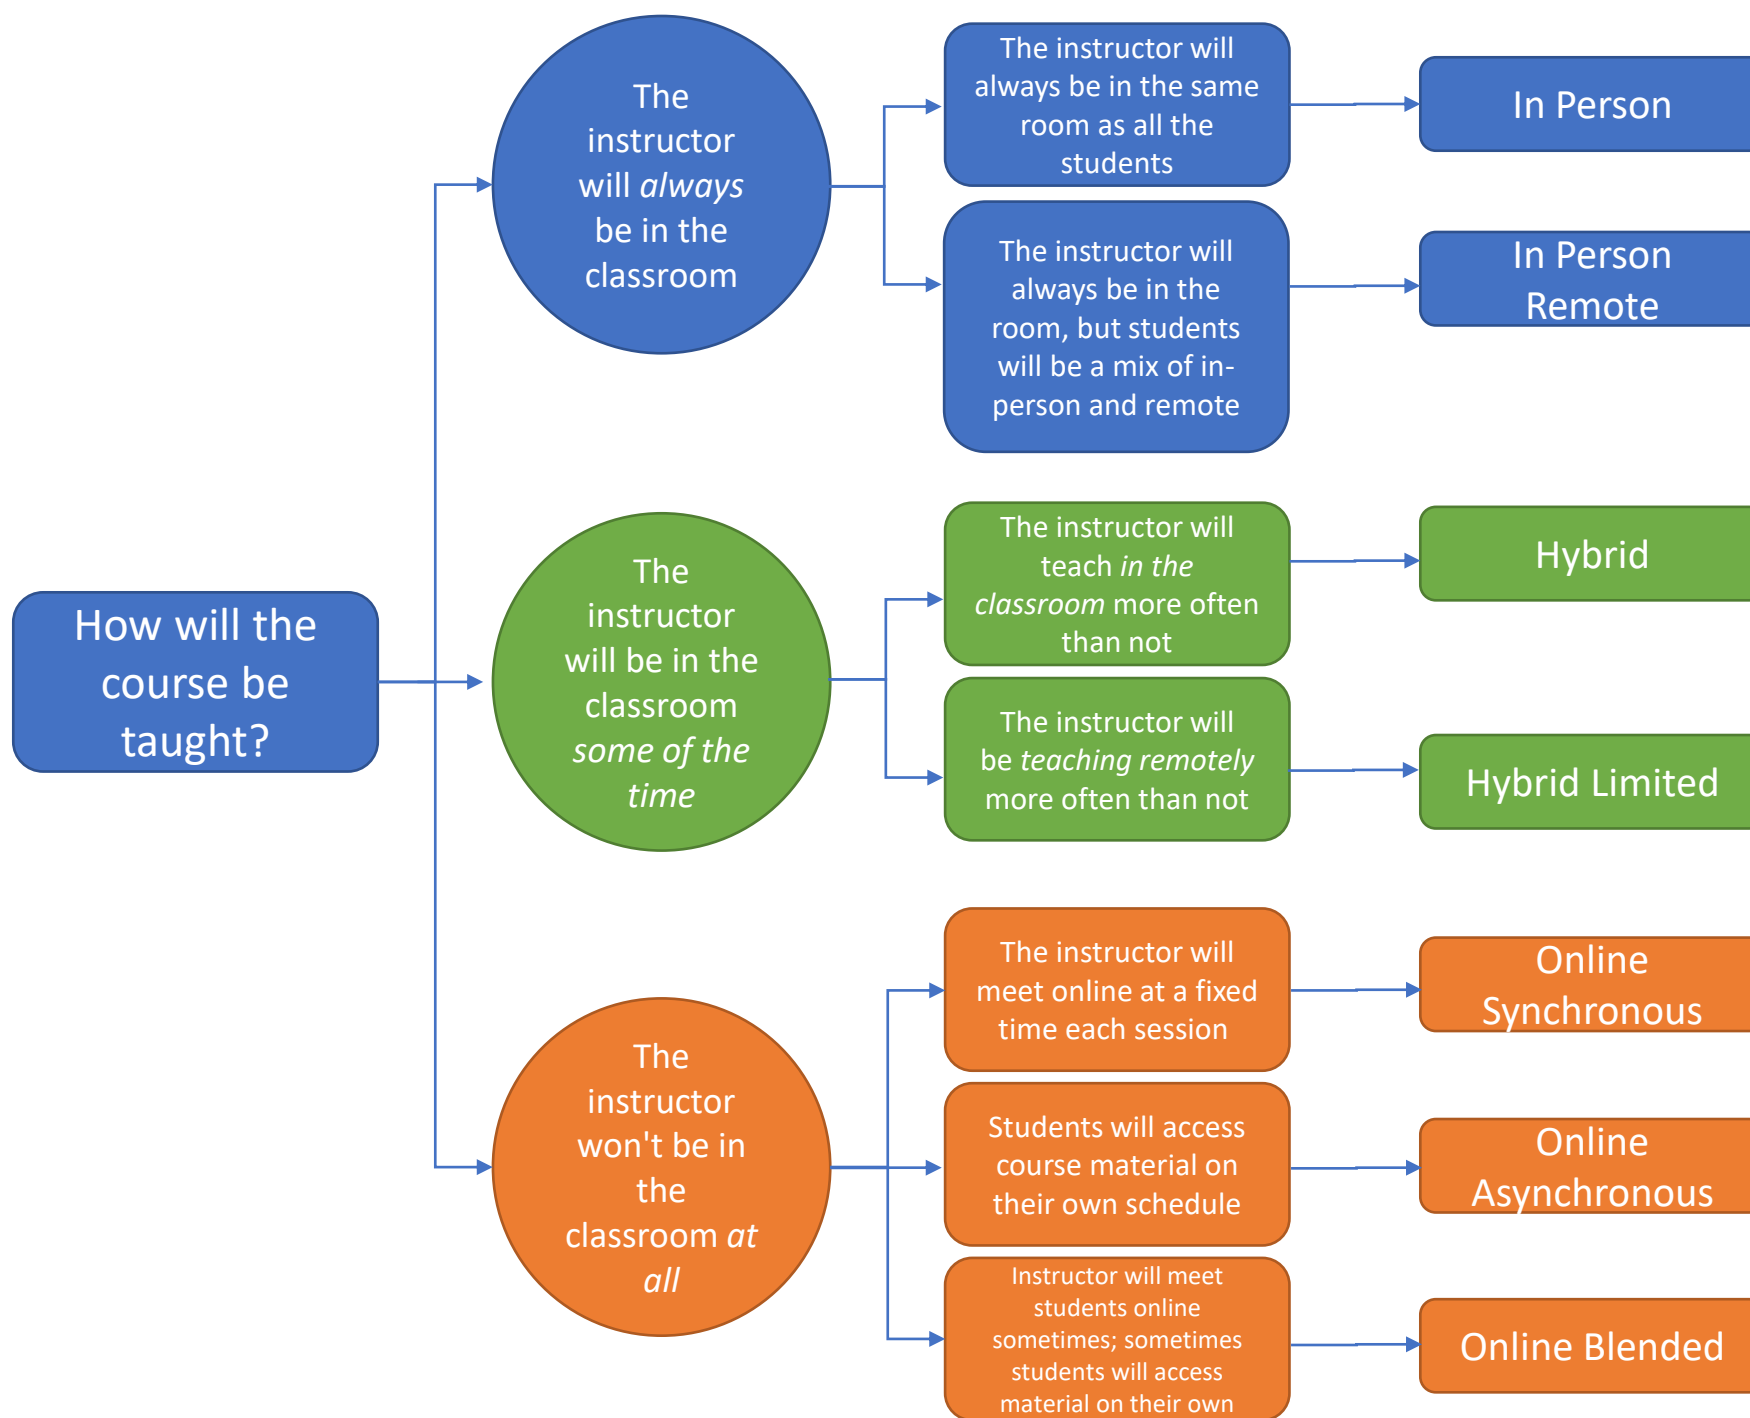 How will the
course be
taught?
The
instructor
will always
be in the
classroom
The instructor will
always be in the same
room as all the
students
In Person
The instructor will
always be in the
room, but students
will be a mix of in-
person and remote
In Person
Remote
The
instructor
will be in the
classroom
some of the
time
The instructor will
teach in the
classroom more often
than not
Hybrid
The instructor will
be teaching remotely
more often than not
Hybrid Limited
The
instructor
won't be in
the
classroom at
all
The instructor will
meet online at a fixed
time each session
Online
Synchronous
Students will access
course material on
their own schedule
Online
Asynchronous
Instructor will meet
students online
sometimes; sometimes
students will access
material on their own
Online Blended